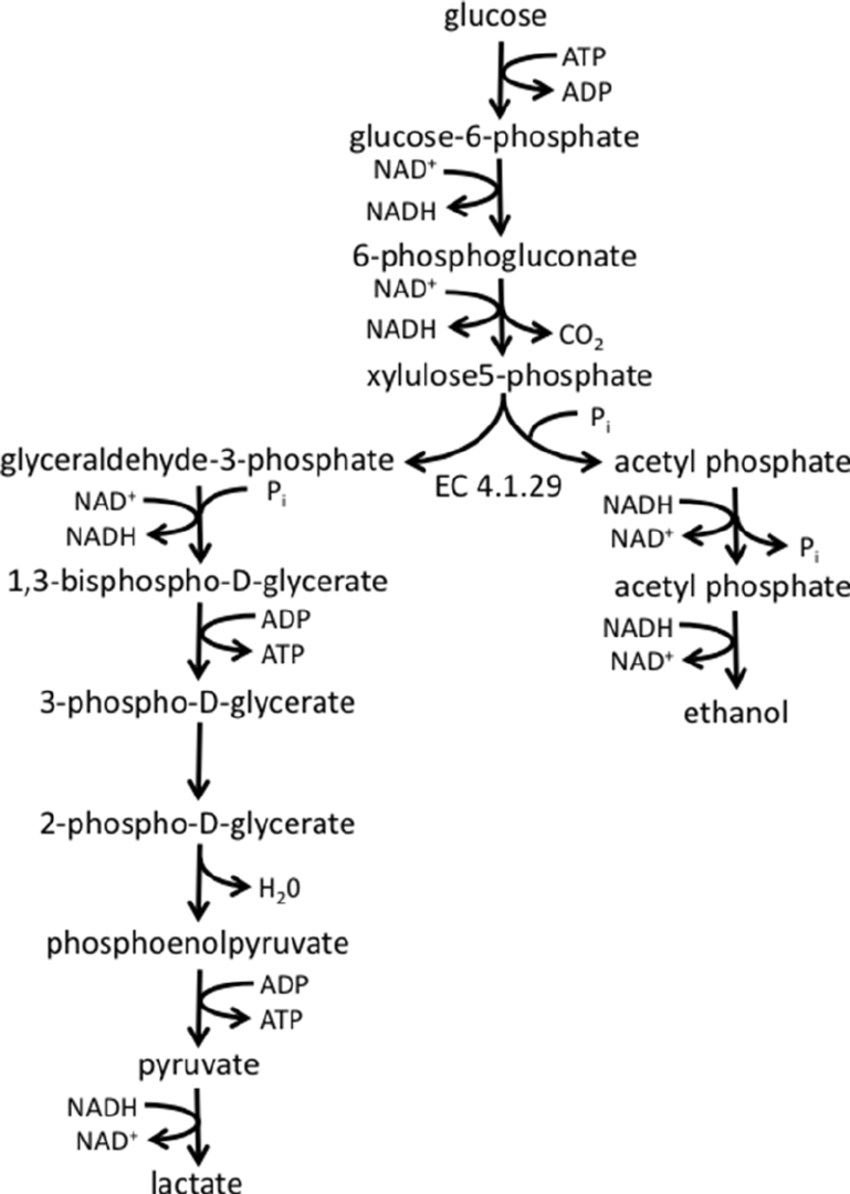 glucose
ATP
ADP
glucose-6-phosphate
NAD⁺
NADH
6-phosphogluconate
NAD⁺
NADH
CO₂
xylulose5-phosphate
Pᵢ
glyceraldehyde-3-phosphate
acetyl phosphate
EC 4.1.29
NAD⁺
Pᵢ
NADH
NADH
NAD⁺
Pᵢ
1,3-bisphospho-D-glycerate
acetyl phosphate
ADP
ATP
NADH
NAD⁺
3-phospho-D-glycerate
ethanol
2-phospho-D-glycerate
H₂0
phosphoenolpyruvate
ADP
ATP
pyruvate
NADH
NAD⁺
lactate